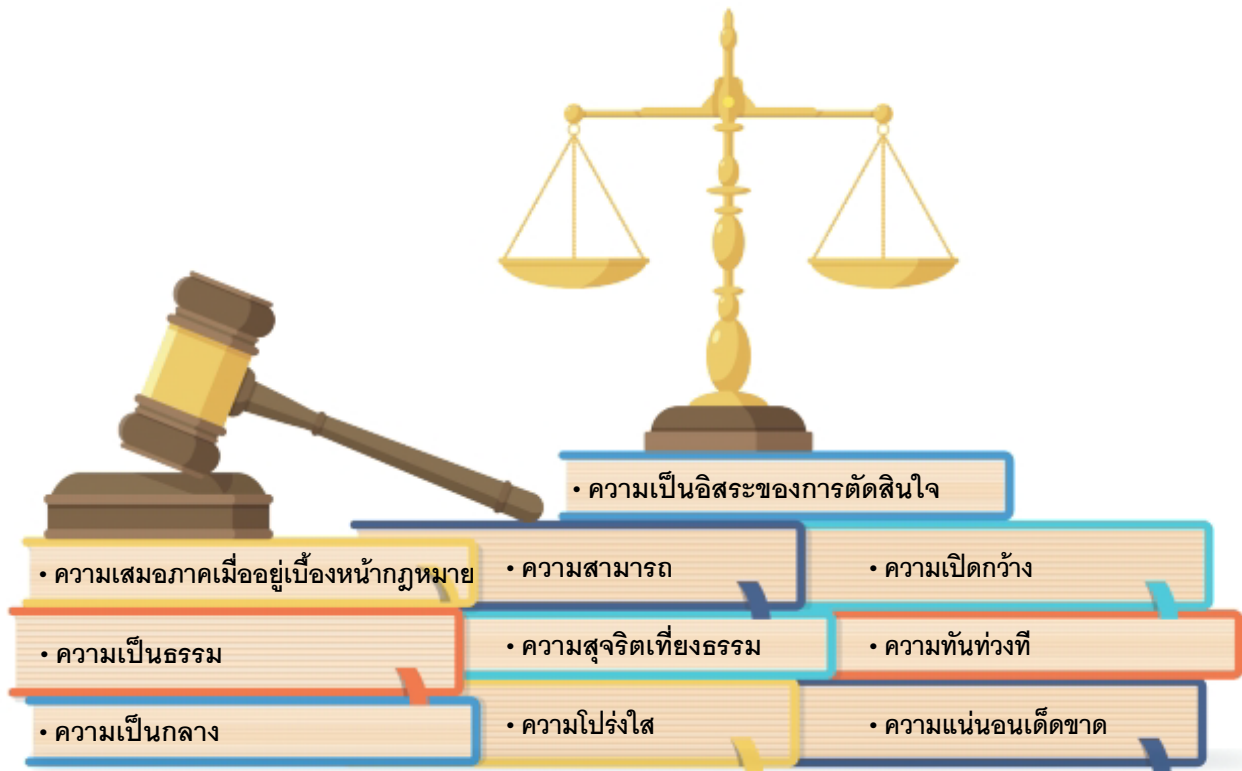 • ความเป็นอิสระของการตัดสินใจ
• ความเสมอภาคเมื่ออยู่เบื้องหน้ากฎหมาย
• ความสามารถ
• ความเปิดกว้าง
• ความเป็นธรรม
• ความสุจริตเที่ยงธรรม
• ความทันท่วงที
• ความเป็นกลาง
• ความโปร่งใส
• ความแน่นอนเด็ดขาด